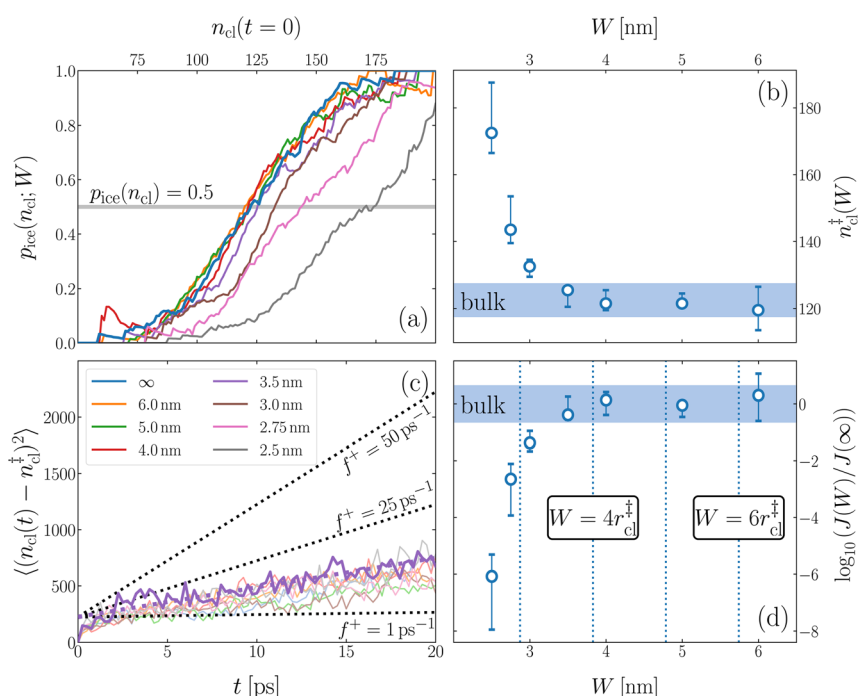 n_cl(t = 0)
75 100 125 150 175
1.0
0.8
0.6
0.4
0.2
0.0
p_ice(n_cl; W)
p_ice(n_cl) = 0.5
(a)
W [nm]
3 4 5 6
(b)
bulk
180
160
140
120
n‡_cl(W)
(c)
∞
6.0 nm
5.0 nm
4.0 nm
3.5 nm
3.0 nm
2.75 nm
2.5 nm
2000
1500
1000
500
0
⟨(n_cl(t) − n‡_cl)²⟩
f⁺ = 50 ps⁻¹
f⁺ = 25 ps⁻¹
f⁺ = 1 ps⁻¹
0 5 10 15 20
t [ps]
bulk
W = 4r‡_cl
W = 6r‡_cl
(d)
0
−2
−4
−6
−8
log₁₀(J(W)/J(∞))
3 4 5 6
W [nm]